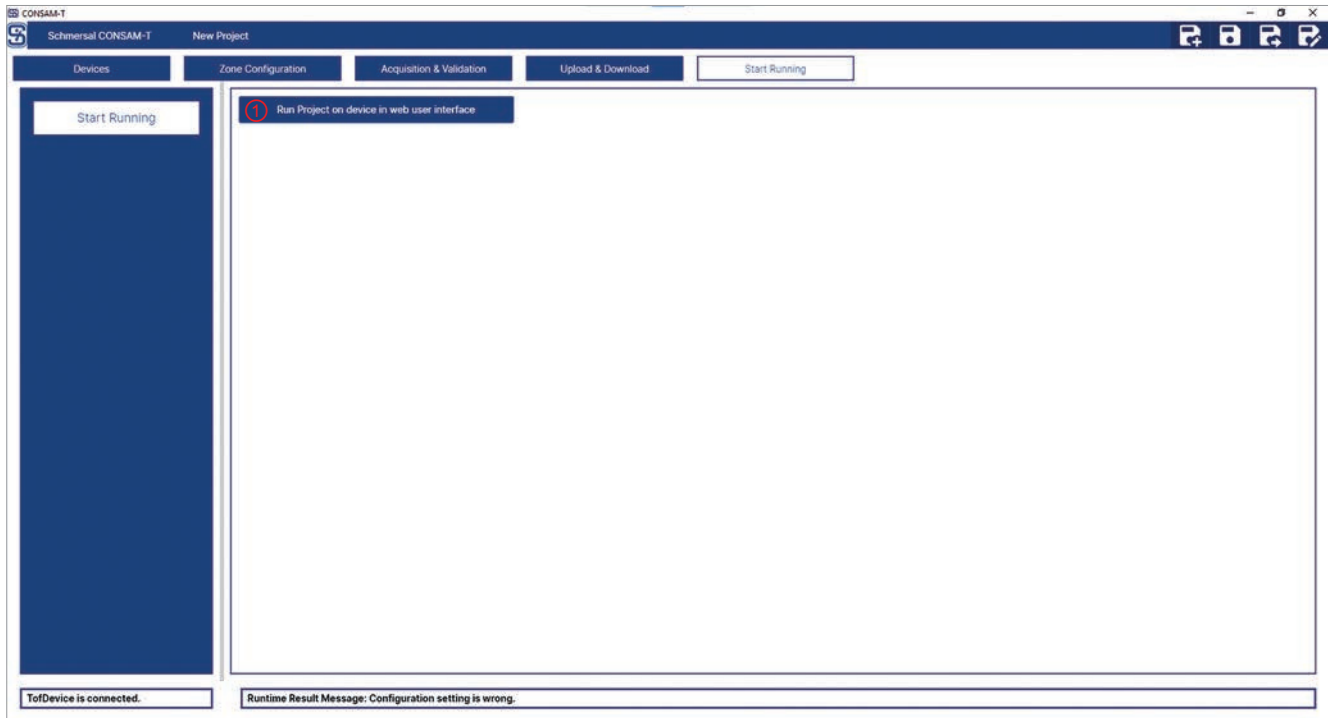 CONSAM-T
Schmersal CONSAM-T New Project
Devices Zone Configuration Acquisition & Validation Upload & Download Start Running
Start Running
① Run Project on device in web user interface
TofDevice is connected.
Runtime Result Message: Configuration setting is wrong.